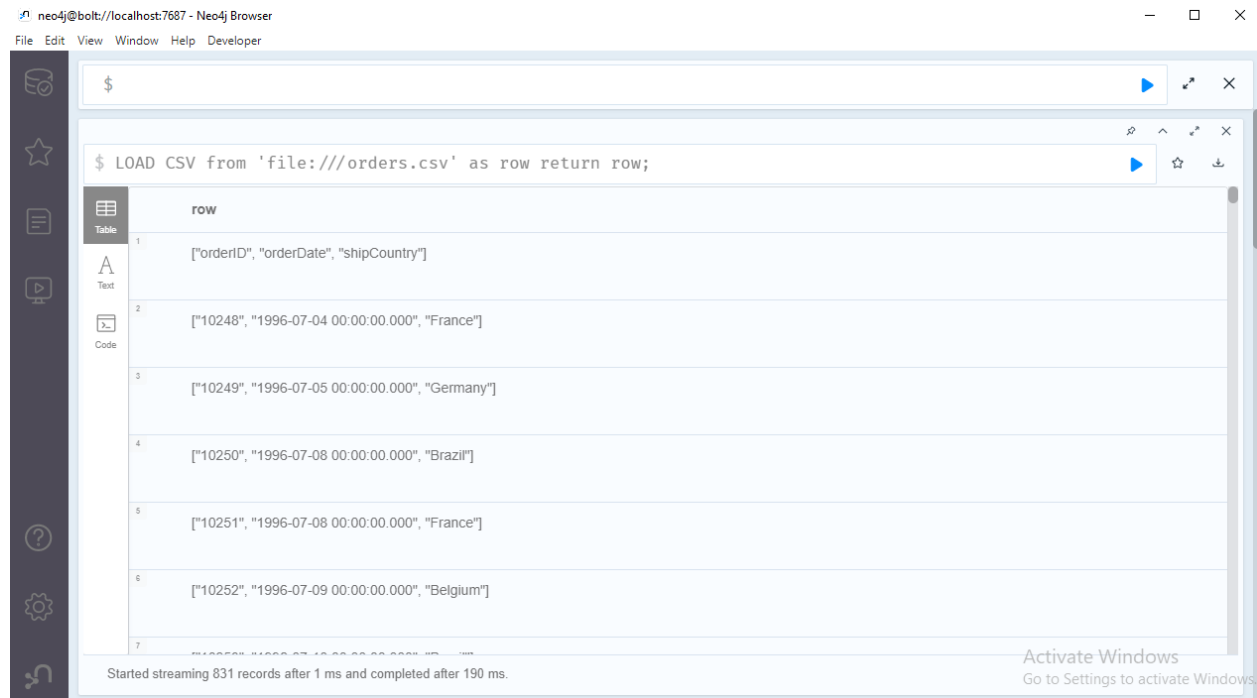 neo4j@bolt://localhost:7687 - Neo4j Browser
File Edit View Window Help Developer
$
$ LOAD CSV from 'file:///orders.csv' as row return row;
Table
row
1
["orderID", "orderDate", "shipCountry"]
A
Text
2
["10248", "1996-07-04 00:00:00.000", "France"]
Code
3
["10249", "1996-07-05 00:00:00.000", "Germany"]
4
["10250", "1996-07-08 00:00:00.000", "Brazil"]
5
["10251", "1996-07-08 00:00:00.000", "France"]
6
["10252", "1996-07-09 00:00:00.000", "Belgium"]
7
Started streaming 831 records after 1 ms and completed after 190 ms.
Activate Windows
Go to Settings to activate Windows